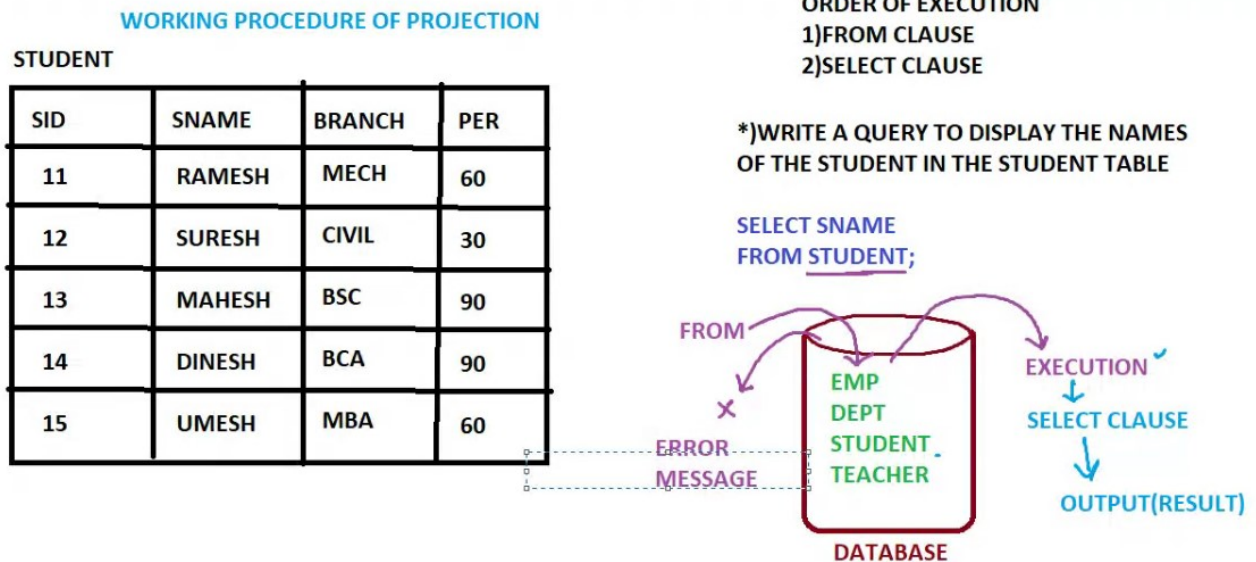 WORKING PROCEDURE OF PROJECTION
STUDENT
SID SNAME BRANCH PER
11 RAMESH MECH 60
12 SURESH CIVIL 30
13 MAHESH BSC 90
14 DINESH BCA 90
15 UMESH MBA 60
ORDER OF EXECUTION
1)FROM CLAUSE
2)SELECT CLAUSE
*)WRITE A QUERY TO DISPLAY THE NAMES
OF THE STUDENT IN THE STUDENT TABLE
SELECT SNAME
FROM STUDENT;
FROM
ERROR
MESSAGE
EMP
DEPT
STUDENT
TEACHER
DATABASE
EXECUTION
SELECT CLAUSE
OUTPUT(RESULT)